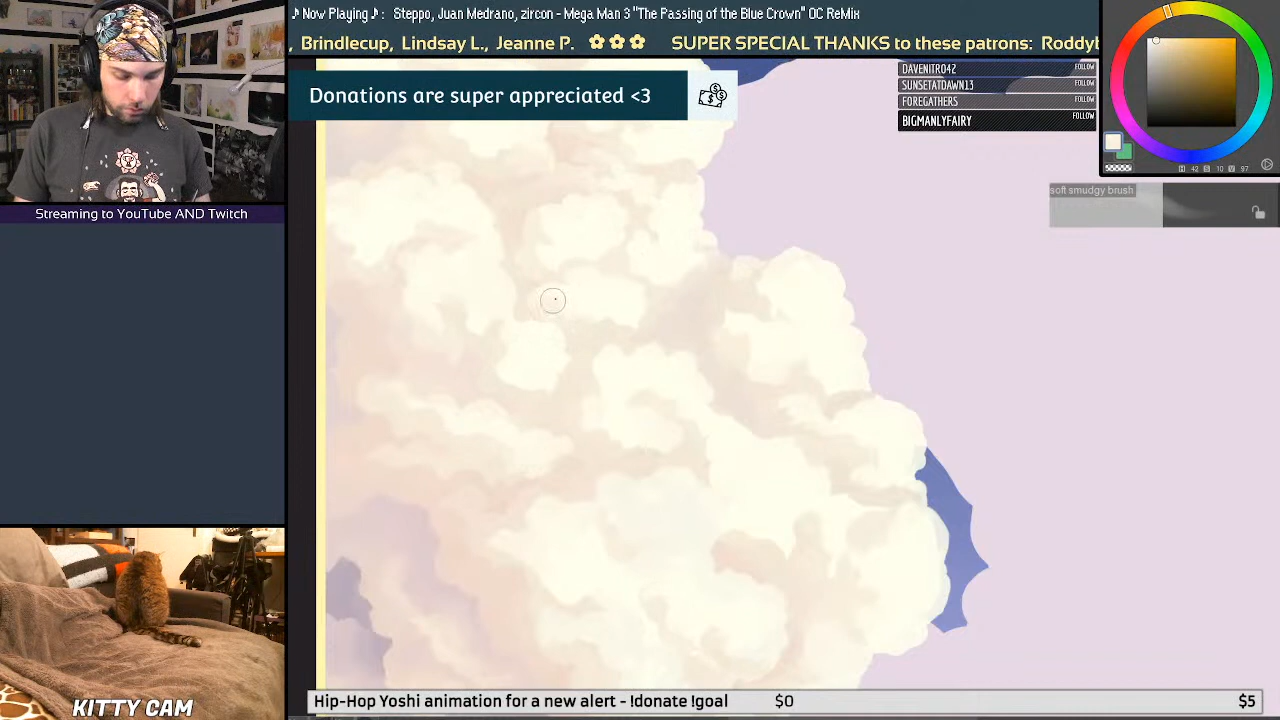 ♪ Now Playing ♪: Steppo, Juan Medrano, zircon - Mega Man 3 "The Passing of the Blue Crown" OC ReMix
, Brindlecup, Lindsay L., Jeanne P. ✿ ✿ ✿ SUPER SPECIAL THANKS to these patrons: Roddy
Donations are super appreciated <3
DAVENITRO42 FOLLOW
SUNSETATDAWN13 FOLLOW
FOREGATHERS FOLLOW
BIGMANLYFAIRY FOLLOW
H 42 S 10 V 97
soft smudgy brush
Streaming to YouTube AND Twitch
KITTY CAM
Hip-Hop Yoshi animation for a new alert - !donate !goal $0 $5